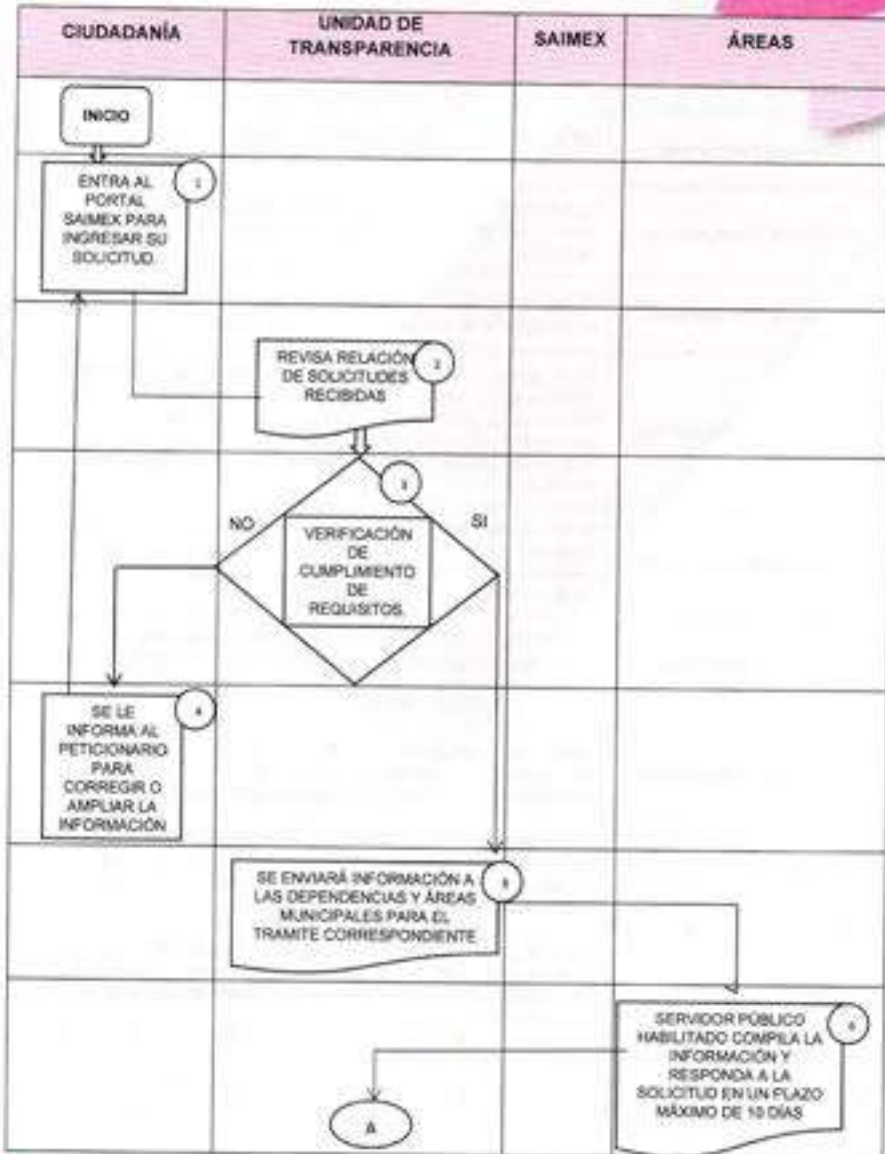 CIUDADANÍA
UNIDAD DE
TRANSPARENCIA
SAIMEX
ÁREAS
INICIO
1
ENTRA AL
PORTAL
SAIMEX PARA
INGRESAR SU
SOLICITUD.
2
REVISA RELACIÓN
DE SOLICITUDES
RECIBIDAS
3
NO
SI
VERIFICACIÓN
DE
CUMPLIMIENTO
DE
REQUISITOS.
4
SE LE
INFORMA AL
PETICIONARIO
PARA
CORREGIR O
AMPLIAR LA
INFORMACIÓN
5
SE ENVIARÁ INFORMACIÓN A
LAS DEPENDENCIAS Y ÁREAS
MUNICIPALES PARA EL
TRAMITE CORRESPONDIENTE
6
SERVIDOR PÚBLICO
HABILITADO COMPILA LA
INFORMACIÓN Y
RESPONDA A LA
SOLICITUD EN UN PLAZO
MÁXIMO DE 10 DÍAS
A